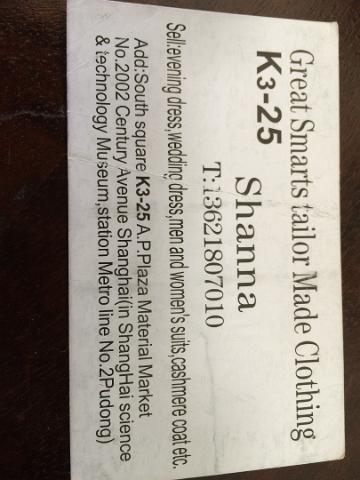 Great Smarts tailor Made Clothing
K3-25
Shanna
T:13621807010
Sell:evening dress,wedding dress,men and women's suits,cashmere coat etc.
Add:South square K3-25 A.P.Plaza Material Market
No.2002 Century Avenue Shanghai(in ShangHai science
& technology Museum,station Metro line No.2Pudong)